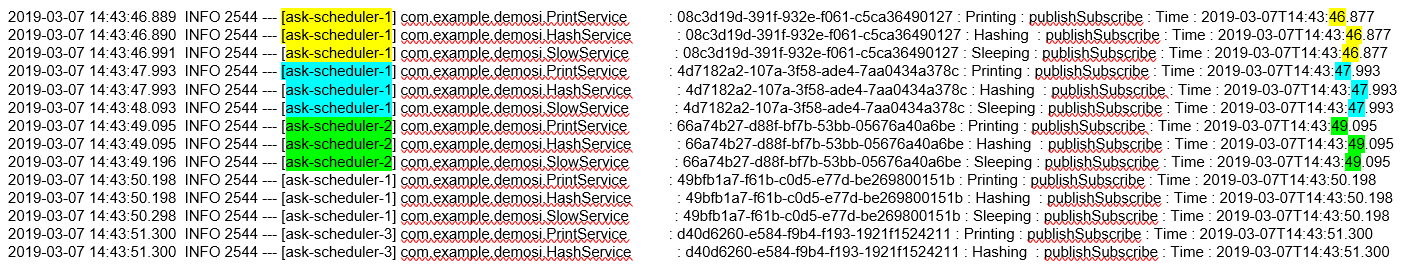 2019-03-07 14:43:46.889 INFO 2544 --- [ask-scheduler-1] com.example.demosi.PrintService : 08c3d19d-391f-932e-f061-c5ca36490127 : Printing : publishSubscribe : Time : 2019-03-07T14:43:46.877
2019-03-07 14:43:46.890 INFO 2544 --- [ask-scheduler-1] com.example.demosi.HashService : 08c3d19d-391f-932e-f061-c5ca36490127 : Hashing : publishSubscribe : Time : 2019-03-07T14:43:46.877
2019-03-07 14:43:46.991 INFO 2544 --- [ask-scheduler-1] com.example.demosi.SlowService : 08c3d19d-391f-932e-f061-c5ca36490127 : Sleeping : publishSubscribe : Time : 2019-03-07T14:43:46.877
2019-03-07 14:43:47.993 INFO 2544 --- [ask-scheduler-1] com.example.demosi.PrintService : 4d7182a2-107a-3f58-ade4-7aa0434a378c : Printing : publishSubscribe : Time : 2019-03-07T14:43:47.993
2019-03-07 14:43:47.993 INFO 2544 --- [ask-scheduler-1] com.example.demosi.HashService : 4d7182a2-107a-3f58-ade4-7aa0434a378c : Hashing : publishSubscribe : Time : 2019-03-07T14:43:47.993
2019-03-07 14:43:48.093 INFO 2544 --- [ask-scheduler-1] com.example.demosi.SlowService : 4d7182a2-107a-3f58-ade4-7aa0434a378c : Sleeping : publishSubscribe : Time : 2019-03-07T14:43:47.993
2019-03-07 14:43:49.095 INFO 2544 --- [ask-scheduler-2] com.example.demosi.PrintService : 66a74b27-d88f-bf7b-53bb-05676a40a6be : Printing : publishSubscribe : Time : 2019-03-07T14:43:49.095
2019-03-07 14:43:49.095 INFO 2544 --- [ask-scheduler-2] com.example.demosi.HashService : 66a74b27-d88f-bf7b-53bb-05676a40a6be : Hashing : publishSubscribe : Time : 2019-03-07T14:43:49.095
2019-03-07 14:43:49.196 INFO 2544 --- [ask-scheduler-2] com.example.demosi.SlowService : 66a74b27-d88f-bf7b-53bb-05676a40a6be : Sleeping : publishSubscribe : Time : 2019-03-07T14:43:49.095
2019-03-07 14:43:50.198 INFO 2544 --- [ask-scheduler-1] com.example.demosi.PrintService : 49bfb1a7-f61b-c0d5-e77d-be269800151b : Printing : publishSubscribe : Time : 2019-03-07T14:43:50.198
2019-03-07 14:43:50.198 INFO 2544 --- [ask-scheduler-1] com.example.demosi.HashService : 49bfb1a7-f61b-c0d5-e77d-be269800151b : Hashing : publishSubscribe : Time : 2019-03-07T14:43:50.198
2019-03-07 14:43:50.298 INFO 2544 --- [ask-scheduler-1] com.example.demosi.SlowService : 49bfb1a7-f61b-c0d5-e77d-be269800151b : Sleeping : publishSubscribe : Time : 2019-03-07T14:43:50.198
2019-03-07 14:43:51.300 INFO 2544 --- [ask-scheduler-3] com.example.demosi.PrintService : d40d6260-e584-f9b4-f193-1921f1524211 : Printing : publishSubscribe : Time : 2019-03-07T14:43:51.300
2019-03-07 14:43:51.300 INFO 2544 --- [ask-scheduler-3] com.example.demosi.HashService : d40d6260-e584-f9b4-f193-1921f1524211 : Hashing : publishSubscribe : Time : 2019-03-07T14:43:51.300